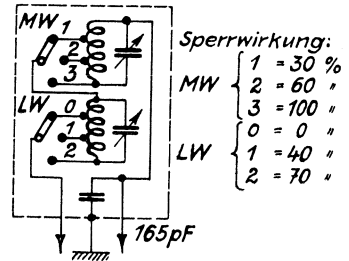 MW 1
2
3
LW 0
1
2
165pF
Sperrwirkung:
MW
1 = 30 %
2 = 60 "
3 = 100 "
LW
0 = 0 "
1 = 40 "
2 = 70 "